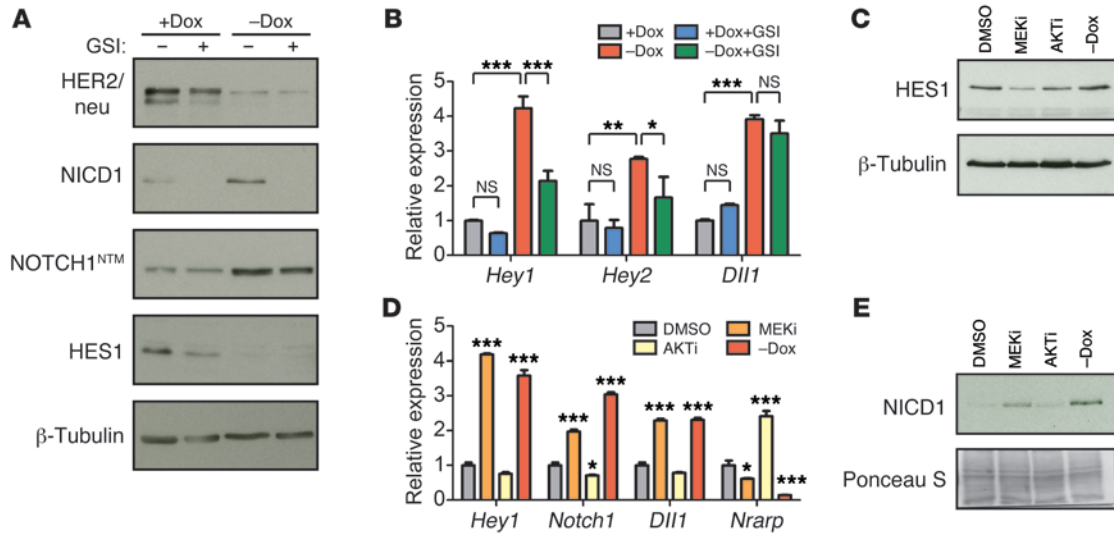 A
+Dox –Dox
GSI: – + – +
HER2/
neu
NICD1
NOTCH1NTM
HES1
β-Tubulin
B
+Dox +Dox+GSI
–Dox –Dox+GSI
Relative expression
5
4
3
2
1
0
*** ***
NS
** *
NS
*** NS
NS
Hey1 Hey2 Dll1
C
DMSO MEKi AKTi –Dox
HES1
β-Tubulin
D
DMSO MEKi
AKTi –Dox
Relative expression
5
4
3
2
1
0
*** ***
*** * ***
*** ***
* *** ***
Hey1 Notch1 Dll1 Nrarp
E
DMSO MEKi AKTi –Dox
NICD1
Ponceau S